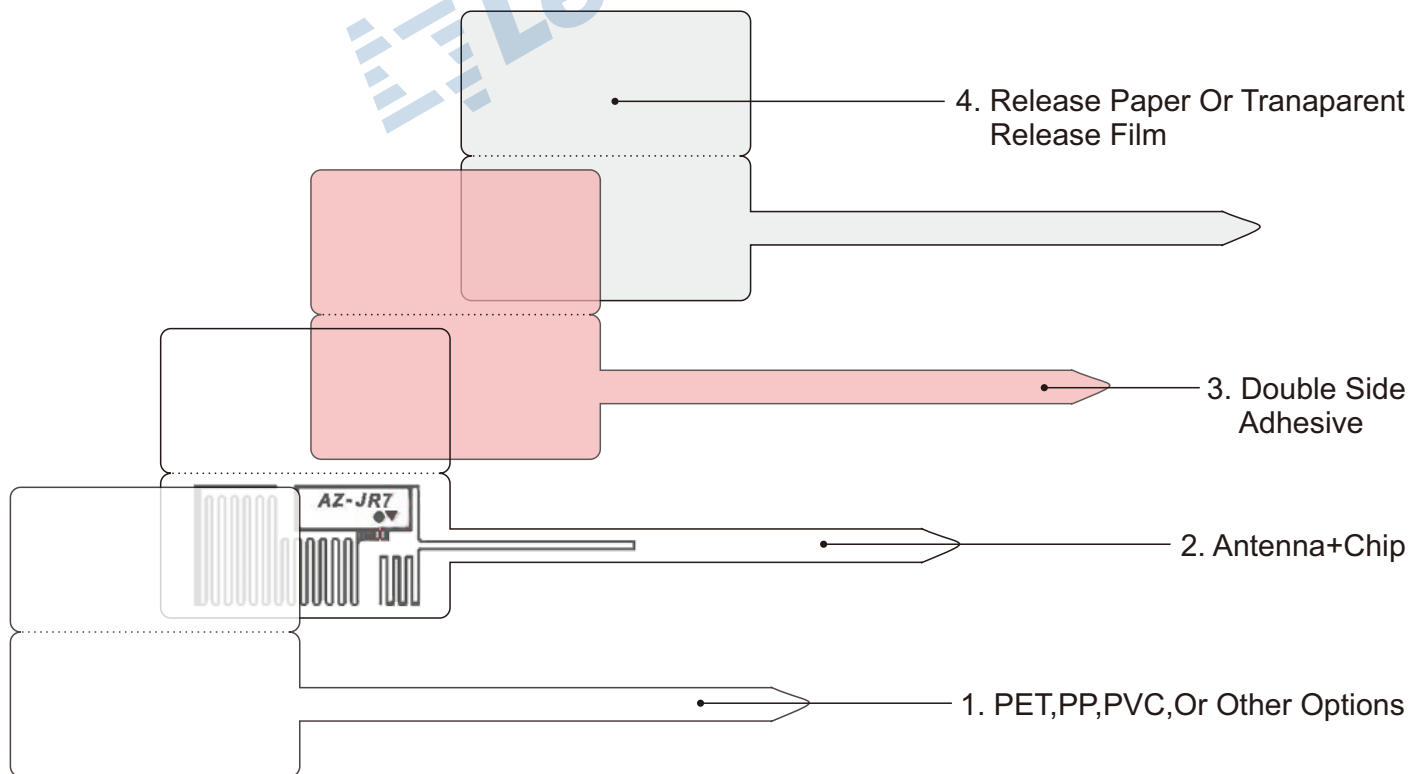 4. Release Paper Or Tranaparent
Release Film
3. Double Side
Adhesive
AZ-JR7
2. Antenna+Chip
1. PET,PP,PVC,Or Other Options